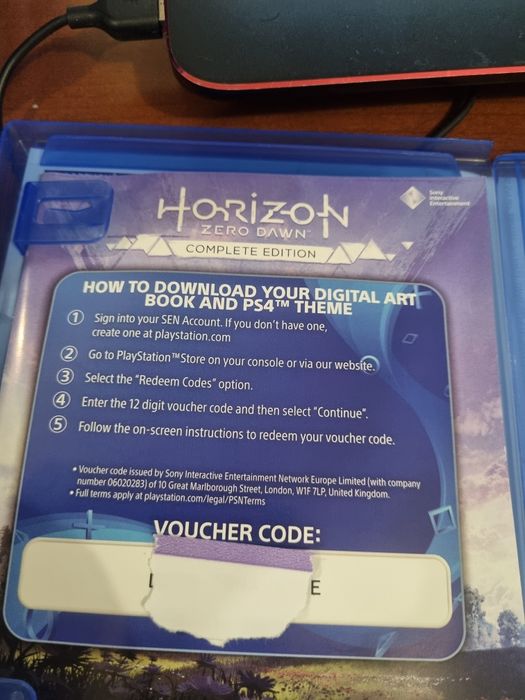 HORIZON
ZERO DAWN™
COMPLETE EDITION
Sony
Interactive
Entertainment
HOW TO DOWNLOAD YOUR DIGITAL ART
BOOK AND PS4™ THEME
1 Sign into your SEN Account. If you don't have one,
create one at playstation.com
2 Go to PlayStation™Store on your console or via our website.
3 Select the "Redeem Codes" option.
4 Enter the 12 digit voucher code and then select "Continue".
5 Follow the on-screen instructions to redeem your voucher code.
• Voucher code issued by Sony Interactive Entertainment Network Europe Limited (with company
number 06020283) of 10 Great Marlborough Street, London, W1F 7LP, United Kingdom.
• Full terms apply at playstation.com/legal/PSNTerms
VOUCHER CODE:
E